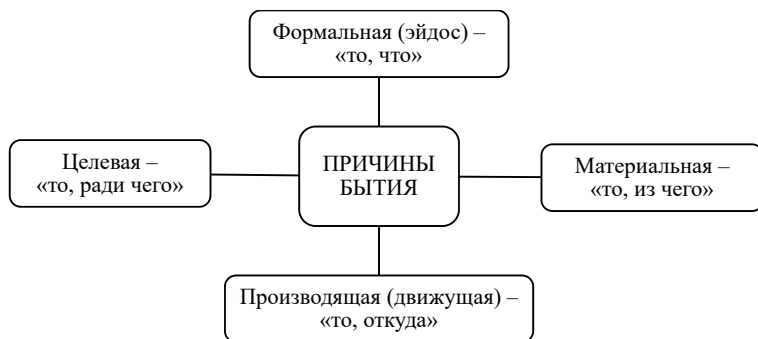 Формальная (эйдос) –
«то, что»
Целевая –
«то, ради чего»
ПРИЧИНЫ
БЫТИЯ
Материальная –
«то, из чего»
Производящая (движущая) –
«то, откуда»